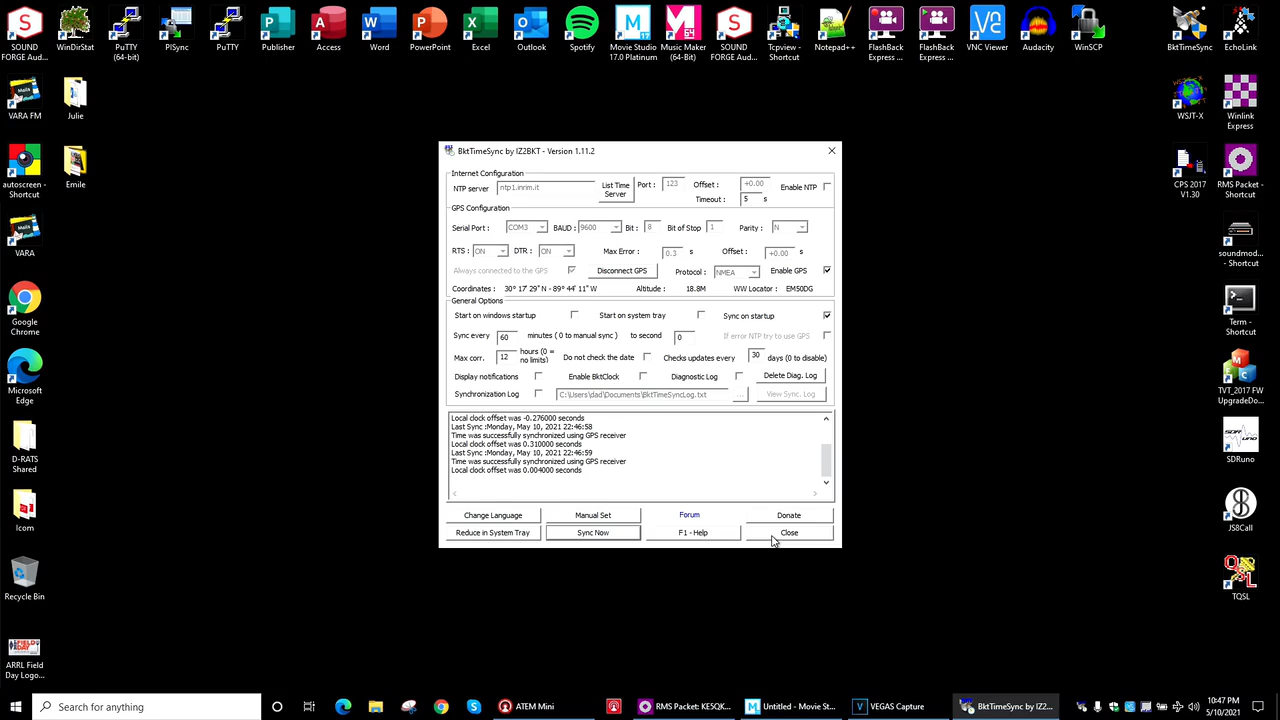 SOUND FORGE Aud...
WinDirStat
PuTTY (64-bit)
PISync
PuTTY
Publisher
Access
Word
PowerPoint
Excel
Outlook
Spotify
Movie Studio 17.0 Platinum
Music Maker (64-Bit)
SOUND FORGE Aud...
Tcpview - Shortcut
Notepad++
FlashBack Express ...
FlashBack Express ...
VNC Viewer
Audacity
WinSCP
BktTimeSync
EchoLink
VARA FM
Julie
WSJT-X
Winlink Express
autoscreen - Shortcut
Emile
CPS 2017 V1.30
RMS Packet - Shortcut
VARA
soundmod... - Shortcut
Google Chrome
Term - Shortcut
Microsoft Edge
TVT 2017 FW UpgradeDo...
D-RATS Shared
SDRuno
Icom
JS8Call
Recycle Bin
TQSL
ARRL Field Day Logo...
BktTimeSync by IZ2BKT - Version 1.11.2
Internet Configuration
NTP server ntp1.inrim.it List Time Server Port : 123 Offset : +0.00 Enable NTP
Timeout : 5 s
GPS Configuration
Serial Port : COM3 BAUD : 9600 Bit : 8 Bit of Stop 1 Parity : N
RTS : ON DTR : ON Max Error : 0.3 s Offset : +0.00 s
Always connected to the GPS Disconnect GPS Protocol : NMEA Enable GPS
Coordinates : 30° 17' 29" N - 89° 44' 11" W Altitude : 18.8M WW Locator : EM50DG
General Options
Start on windows startup Start on system tray Sync on startup
Sync every 60 minutes ( 0 to manual sync ) to second 0 If error NTP try to use GPS
Max corr. 12 hours (0 = no limits) Do not check the date Checks updates every 30 days (0 to disable)
Display notifications Enable BktClock Diagnostic Log Delete Diag. Log
Synchronization Log C:\Users\dad\Documents\BktTimeSyncLog.txt ... View Sync. Log
Local clock offset was -0.276000 seconds
Last Sync :Monday, May 10, 2021 22:46:58
Time was successfully synchronized using GPS receiver
Local clock offset was 0.310000 seconds
Last Sync :Monday, May 10, 2021 22:46:59
Time was successfully synchronized using GPS receiver
Local clock offset was 0.004000 seconds
Change Language Manual Set Forum Donate
Reduce in System Tray Sync Now F1 - Help Close
Search for anything
ATEM Mini
RMS Packet: KE5QK...
Untitled - Movie St...
VEGAS Capture
BktTimeSync by IZ2...
10:47 PM
5/10/2021